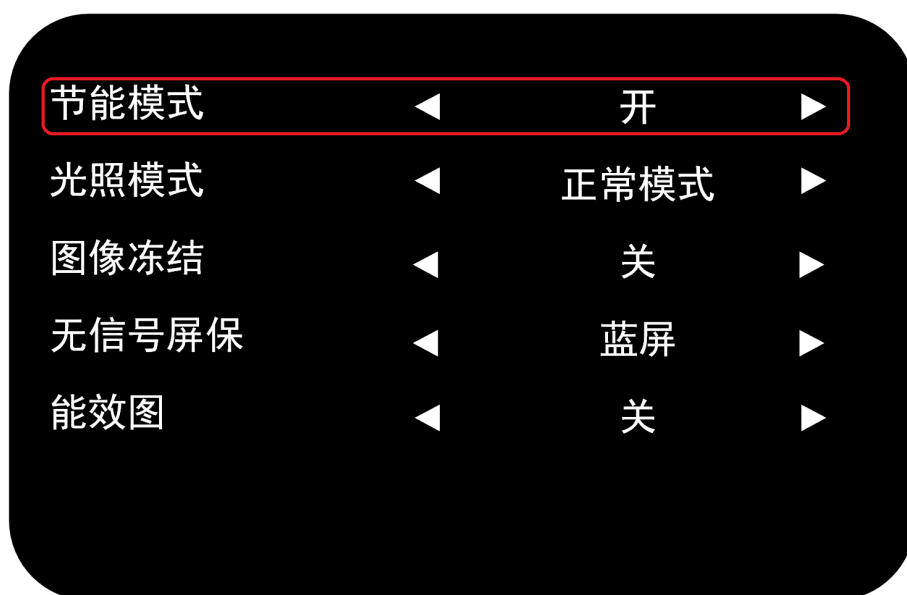 节能模式 ◀ 开 ▶
光照模式 ◀ 正常模式 ▶
图像冻结 ◀ 关 ▶
无信号屏保 ◀ 蓝屏 ▶
能效图 ◀ 关 ▶